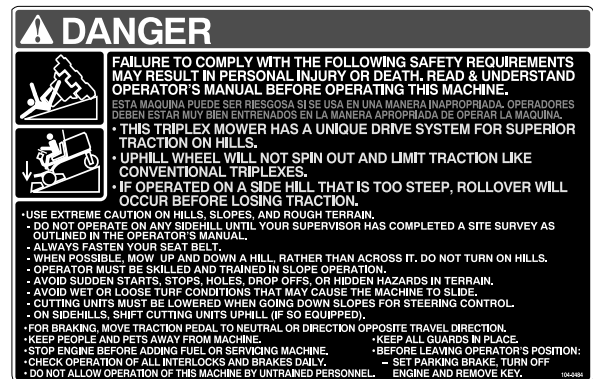 DANGER
FAILURE TO COMPLY WITH THE FOLLOWING SAFETY REQUIREMENTS
MAY RESULT IN PERSONAL INJURY OR DEATH. READ & UNDERSTAND
OPERATOR'S MANUAL BEFORE OPERATING THIS MACHINE.
ESTA MAQUINA PUEDE SER RIESGOSA SI SE USA EN UNA MANERA INAPROPRIADA. OPERADORES
DEBEN ESTAR MUY BIEN ENTRENADOS EN LA MANERA APROPRIADA DE OPERAR LA MAQUINA.
• THIS TRIPLEX MOWER HAS A UNIQUE DRIVE SYSTEM FOR SUPERIOR
TRACTION ON HILLS.
• UPHILL WHEEL WILL NOT SPIN OUT AND LIMIT TRACTION LIKE
CONVENTIONAL TRIPLEXES.
• IF OPERATED ON A SIDE HILL THAT IS TOO STEEP, ROLLOVER WILL
OCCUR BEFORE LOSING TRACTION.
• USE EXTREME CAUTION ON HILLS, SLOPES, AND ROUGH TERRAIN.
- DO NOT OPERATE ON ANY SIDEHILL UNTIL YOUR SUPERVISOR HAS COMPLETED A SITE SURVEY AS
OUTLINED IN THE OPERATOR'S MANUAL.
- ALWAYS FASTEN YOUR SEAT BELT.
- WHEN POSSIBLE, MOW UP AND DOWN A HILL, RATHER THAN ACROSS IT. DO NOT TURN ON HILLS.
- OPERATOR MUST BE SKILLED AND TRAINED IN SLOPE OPERATION.
- AVOID SUDDEN STARTS, STOPS, HOLES, DROP OFFS, OR HIDDEN HAZARDS IN TERRAIN.
- AVOID WET OR LOOSE TURF CONDITIONS THAT MAY CAUSE THE MACHINE TO SLIDE.
- CUTTING UNITS MUST BE LOWERED WHEN GOING DOWN SLOPES FOR STEERING CONTROL.
- ON SIDEHILLS, SHIFT CUTTING UNITS UPHILL (IF SO EQUIPPED).
• FOR BRAKING, MOVE TRACTION PEDAL TO NEUTRAL OR DIRECTION OPPOSITE TRAVEL DIRECTION.
• KEEP PEOPLE AND PETS AWAY FROM MACHINE.
• STOP ENGINE BEFORE ADDING FUEL OR SERVICING MACHINE.
• CHECK OPERATION OF ALL INTERLOCKS AND BRAKES DAILY.
• DO NOT ALLOW OPERATION OF THIS MACHINE BY UNTRAINED PERSONNEL.
• KEEP ALL GUARDS IN PLACE.
• BEFORE LEAVING OPERATOR'S POSITION:
- SET PARKING BRAKE, TURN OFF
ENGINE AND REMOVE KEY.
104-0484